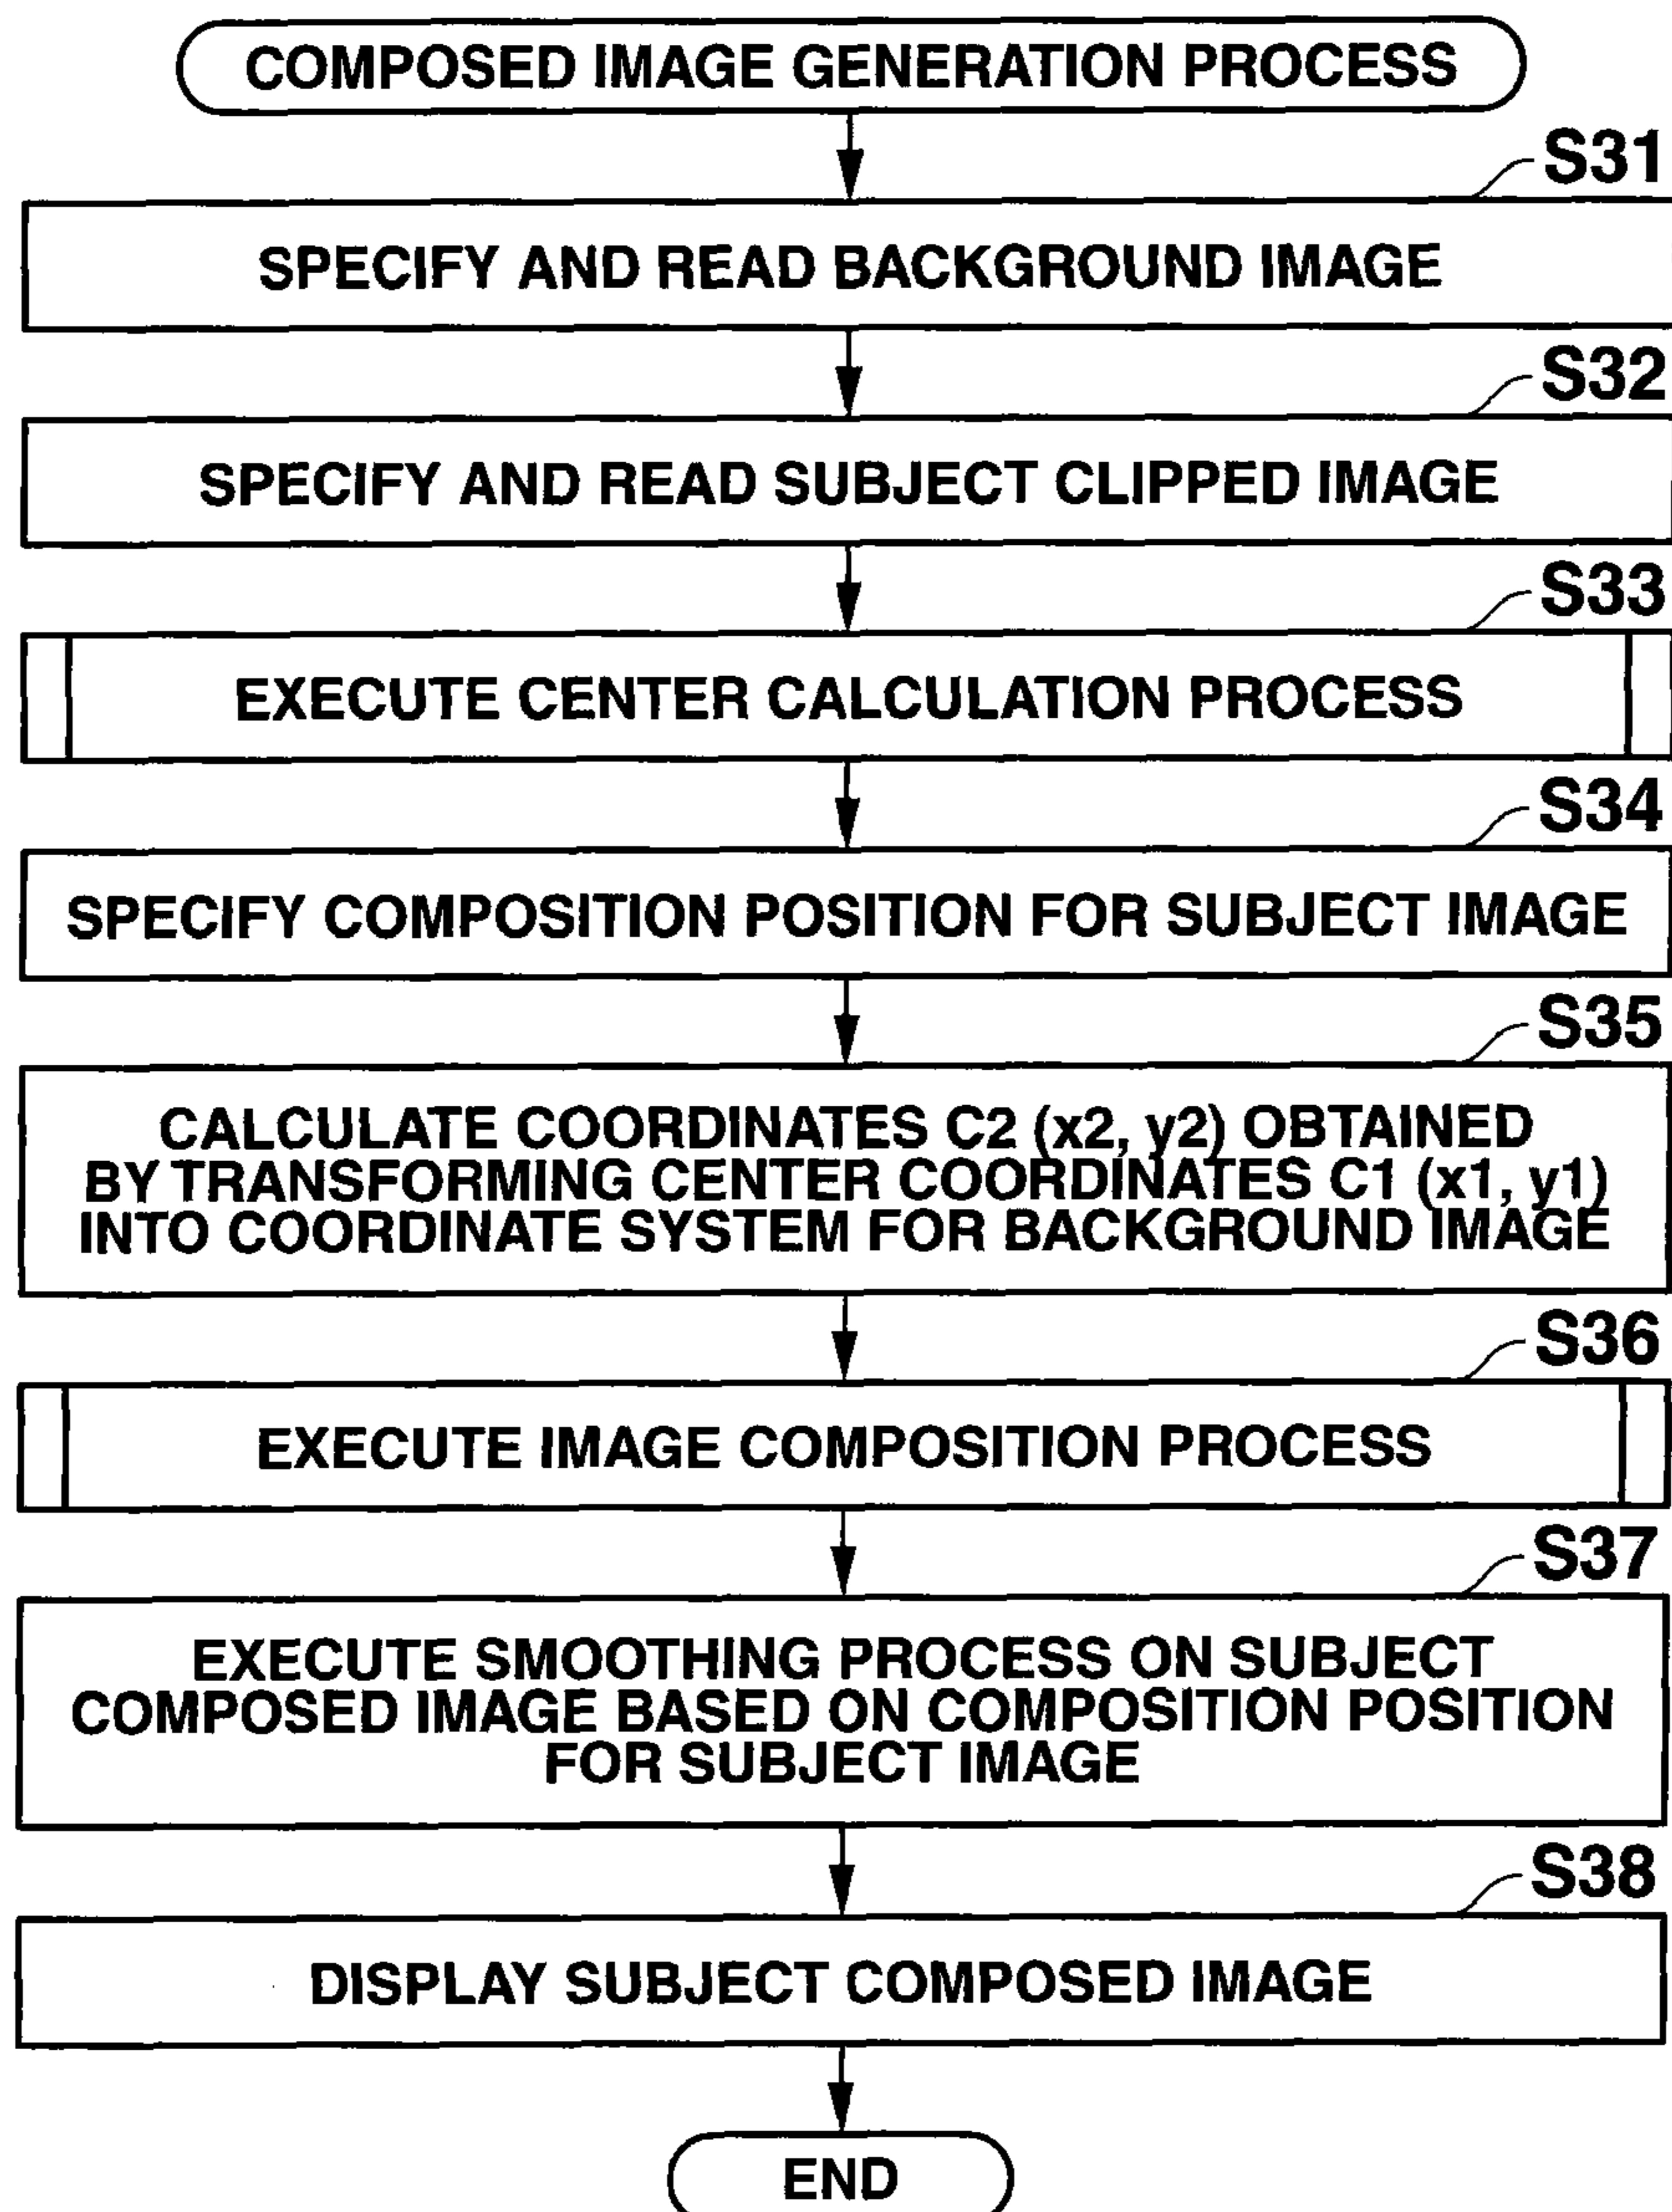 COMPOSED IMAGE GENERATION PROCESS
S31
SPECIFY AND READ BACKGROUND IMAGE
S32
SPECIFY AND READ SUBJECT CLIPPED IMAGE
S33
EXECUTE CENTER CALCULATION PROCESS
S34
SPECIFY COMPOSITION POSITION FOR SUBJECT IMAGE
S35
CALCULATE COORDINATES C2 (x2, y2) OBTAINED
BY TRANSFORMING CENTER COORDINATES C1 (x1, y1)
INTO COORDINATE SYSTEM FOR BACKGROUND IMAGE
S36
EXECUTE IMAGE COMPOSITION PROCESS
S37
EXECUTE SMOOTHING PROCESS ON SUBJECT
COMPOSED IMAGE BASED ON COMPOSITION POSITION
FOR SUBJECT IMAGE
S38
DISPLAY SUBJECT COMPOSED IMAGE
END